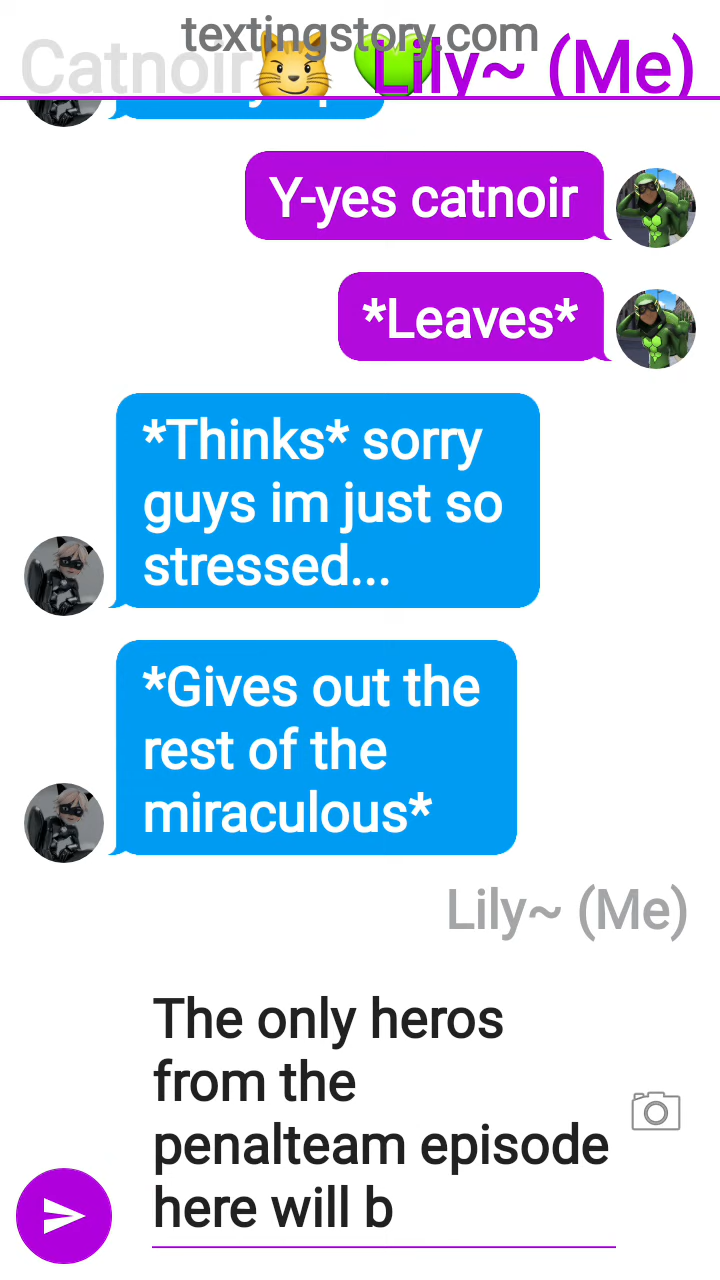 textingstory.com
Catnoir😼 💚Lily~ (Me)
Y-yes catnoir
*Leaves*
*Thinks* sorry
guys im just so
stressed...
*Gives out the
rest of the
miraculous*
Lily~ (Me)
The only heros
from the
penalteam episode
here will b